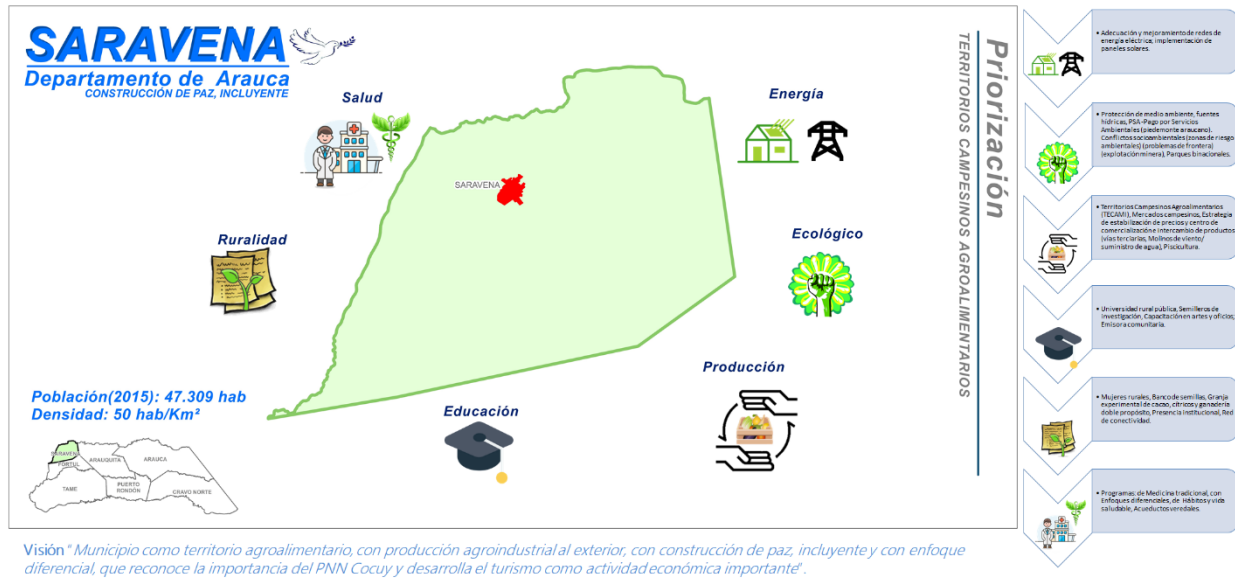 SARAVENA
Departamento de Arauca
CONSTRUCCIÓN DE PAZ, INCLUYENTE
Salud
Energía
SARAVENA
Ruralidad
Ecológico
Producción
Educación
Población(2015): 47.309 hab
Densidad: 50 hab/Km²
SARAVENA
FORTUL
ARAUQUITA
ARAUCA
TAME
PUERTO
RONDÓN
CRAVO NORTE
Priorización
TERRITORIOS CAMPESINOS AGROALIMENTARIOS
• Adecuación y mejoramiento de redes de
energía eléctrica, implementación de
paneles solares.
• Protección de medio ambiente, fuentes
hídricas, PSA -Pago por Servicios
Ambientales (piedemonte araucano).
Conflictos socioambientales (zonas de riesgo
ambientales) (problemas de frontera)
(explotación minera), Parques binacionales.
• Territorios Campesinos Agroalimentarios
(TECAM), Mercados campesinos, Estrategia
de estabilización de precios y centro de
comercialización e intercambio de productos
(vías terciarias, Molinos de viento/
suministro de agua), Piscicultura.
• Universidad rural pública, Semilleros de
investigación, Capacitación en artes y oficios,
Emisora comunitaria.
• Mujeres rurales, Banco de semillas, Granja
experimental de cacao, cítricos y ganadería
doble propósito, Presencia Institucional, Red
de conectividad.
• Programas: de Medicina tradicional, con
Enfoques diferenciales, de Hábitos y vida
saludable, Acueductos veredales.
Visión " Municipio como territorio agroalimentario, con producción agroindustrial al exterior, con construcción de paz, incluyente y con enfoque
diferencial, que reconoce la importancia del PNN Cocuy y desarrolla el turismo como actividad económica importante".